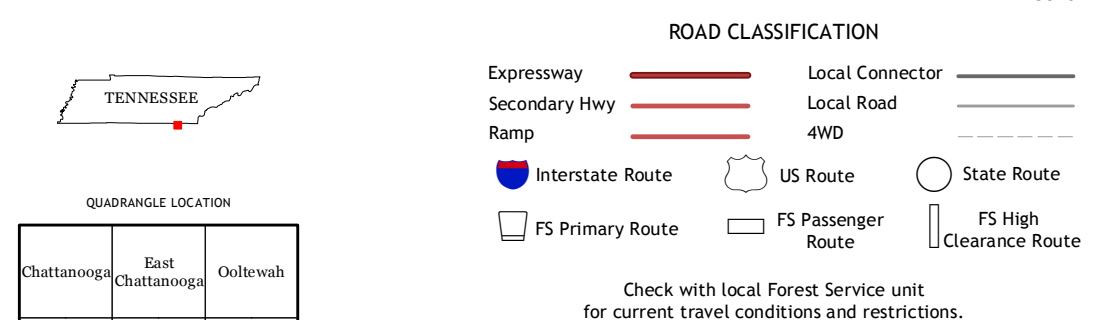 ROAD CLASSIFICATION
Expressway
Local Connector
Secondary Hwy
Local Road
Ramp
4WD
Interstate Route
US Route
State Route
FS Primary Route
FS Passenger
Route
FS High
Clearance Route
Check with local Forest Service unit
for current travel conditions and restrictions.
TENNESSEE
QUADRANGLE LOCATION
Chattanooga
East
Chattanooga
Ooltewah